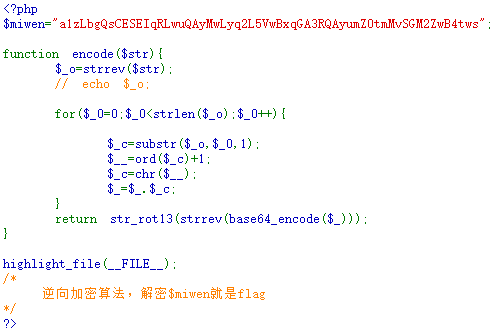 <?php
$miwen="a1zLbgQsCESEIqRLwuQAyMwLyq2L5VwBxqGA3RQAyumZ0tmMvSGM2ZwB4tws";

function encode($str){
$_o=strrev($str);
// echo $_o;

for($_0=0;$_0<strlen($_o);$_0++){

$_c=substr($_o,$_0,1);
$__=ord($_c)+1;
$_c=chr($__);
$_=$_.$_c;
}
return str_rot13(strrev(base64_encode($_)));
}

highlight_file(__FILE__);
/*
逆向加密算法，解密$miwen就是flag
*/
?>